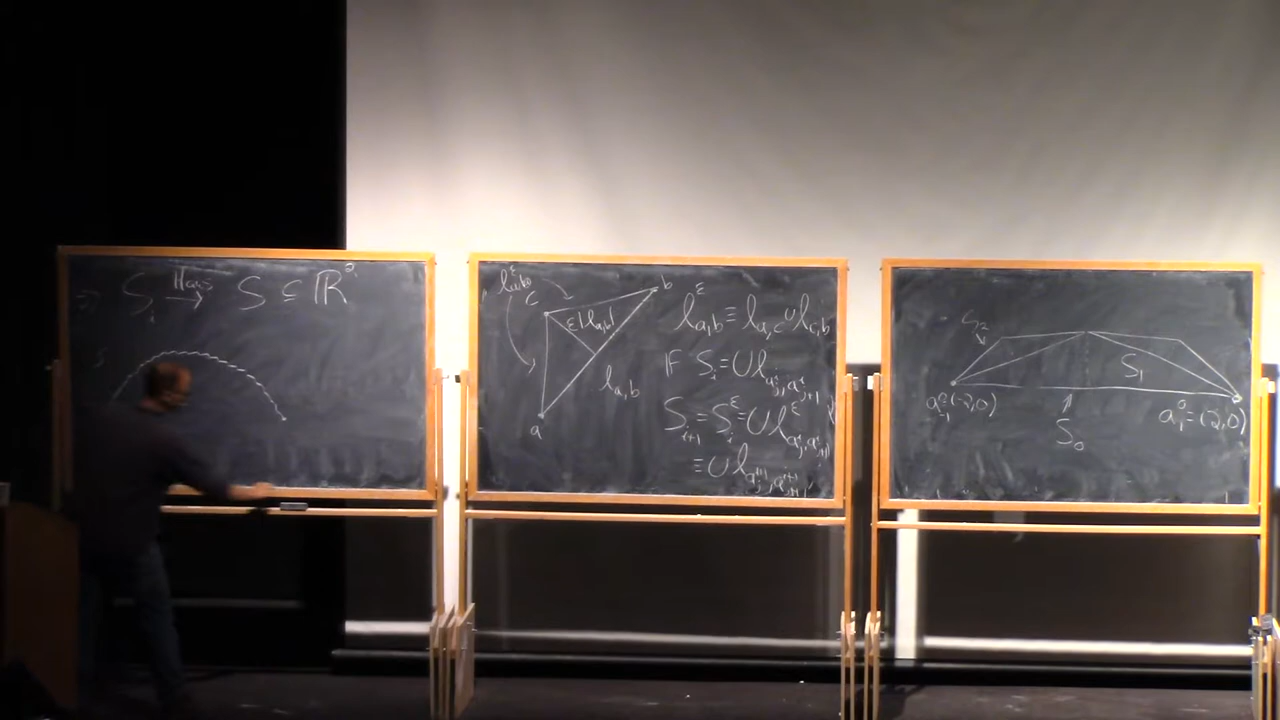 ⇒) S_i →^{Haus} S ⊆ ℝ²
l^ε_{a,b}
c
b
ε|l_{a,b}|
l_{a,b}
a
l^ε_{a,b} ≡ l_{a,c} ∪ l_{c,b}
IF S_i = ∪ l_{a^i_j, a^i_{j+1}}
S_{i+1} = S^ε_i = ∪ l^ε_{a^i_j, a^i_{j+1}}
≡ ∪ l_{a^{i+1}_j, a^{i+1}_{j+1}}
S_2
S_1
a^0_{-1} = (-2,0)
a^0_1 = (2,0)
S_0